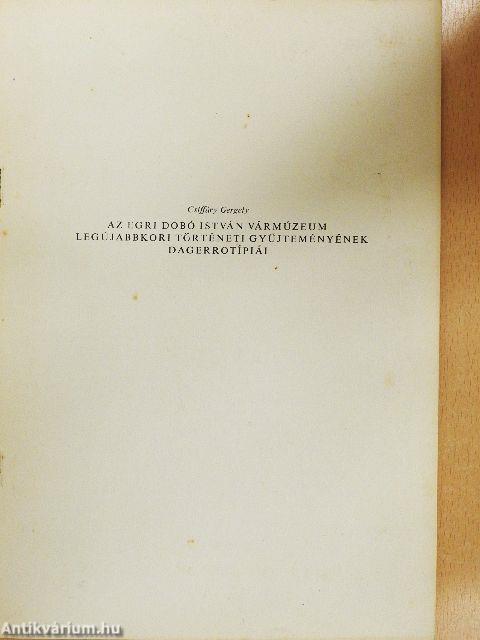 Csiffáry Gergely
AZ EGRI DOBÓ ISTVÁN VÁRMÚZEUM
LEGÚJABBKORI TÖRTÉNETI GYŰJTEMÉNYÉNEK
DAGERROTÍPIÁI
Antikvárium.hu